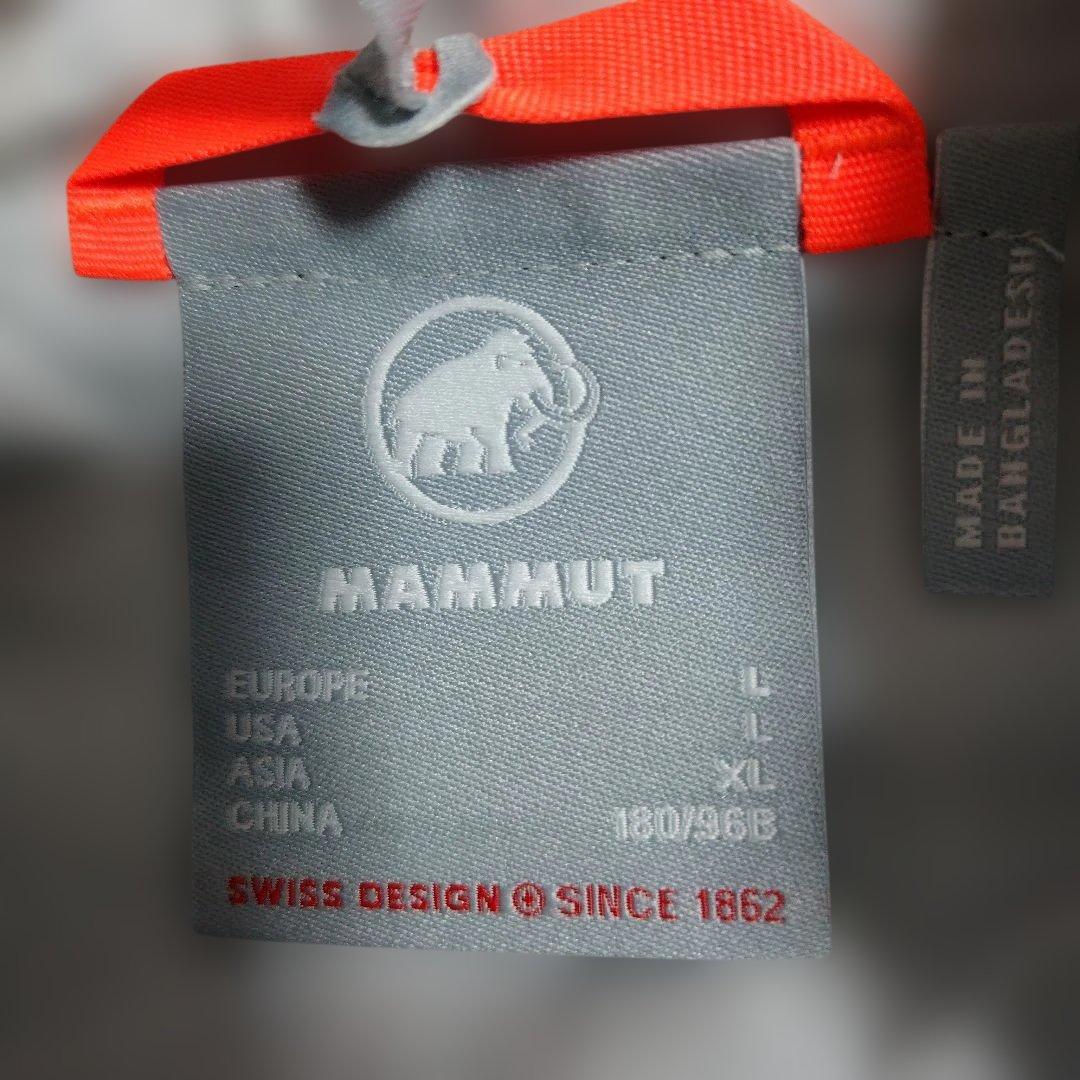 MAMMUT
EUROPE L
USA L
ASIA XL
CHINA 180/96B
SWISS DESIGN SINCE 1862
MADE IN
BANGLADESH